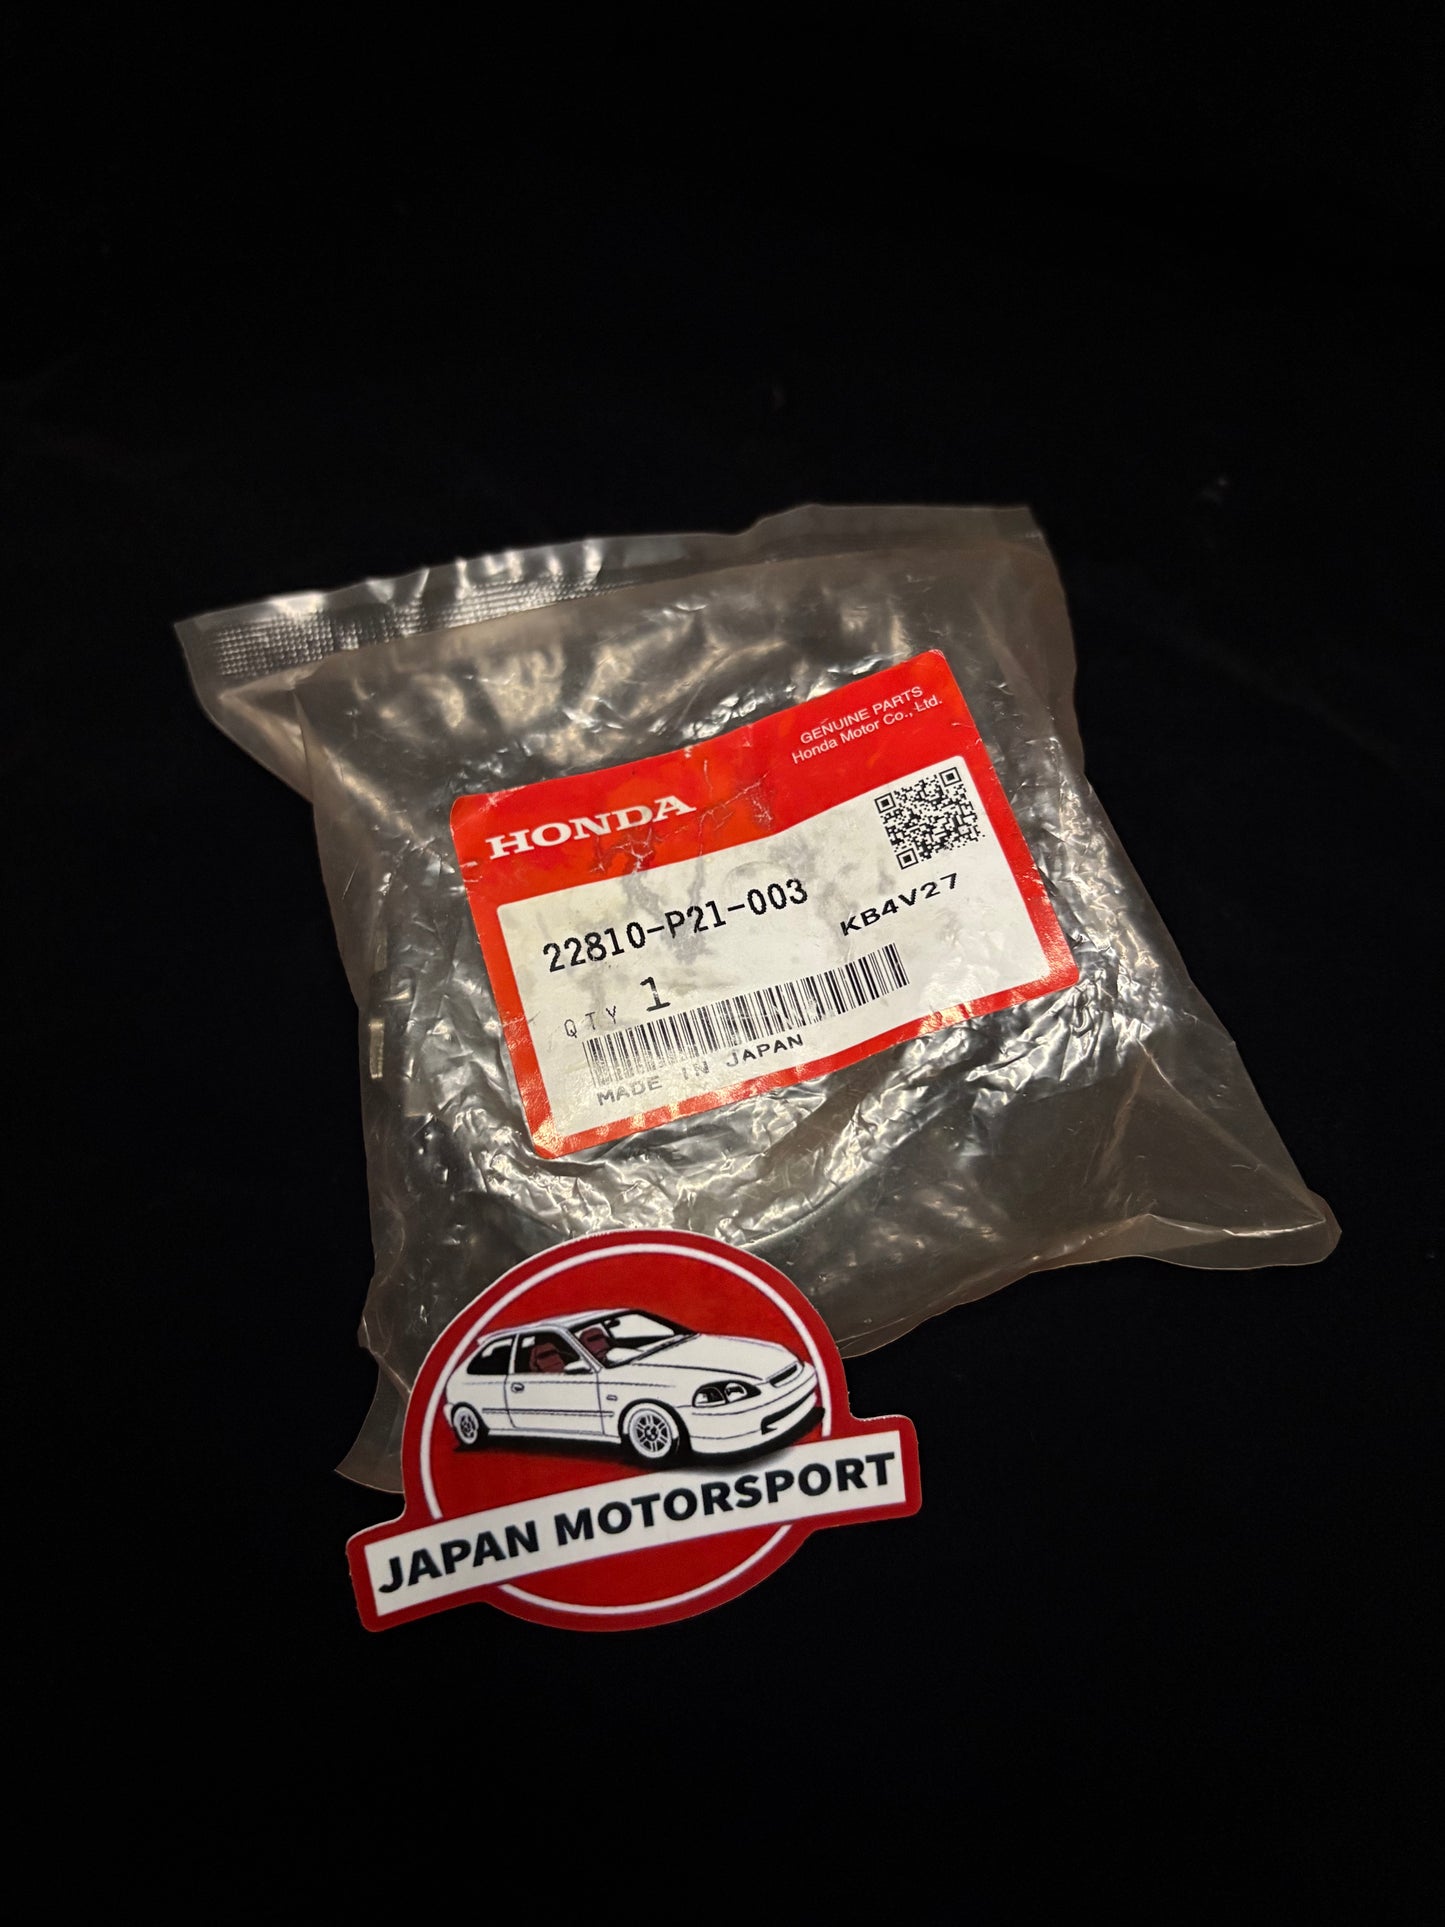 GENUINE PARTS
Honda Motor Co., Ltd.
HONDA
22810-P21-003
KB4V27
QTY 1
MADE IN JAPAN
JAPAN MOTORSPORT